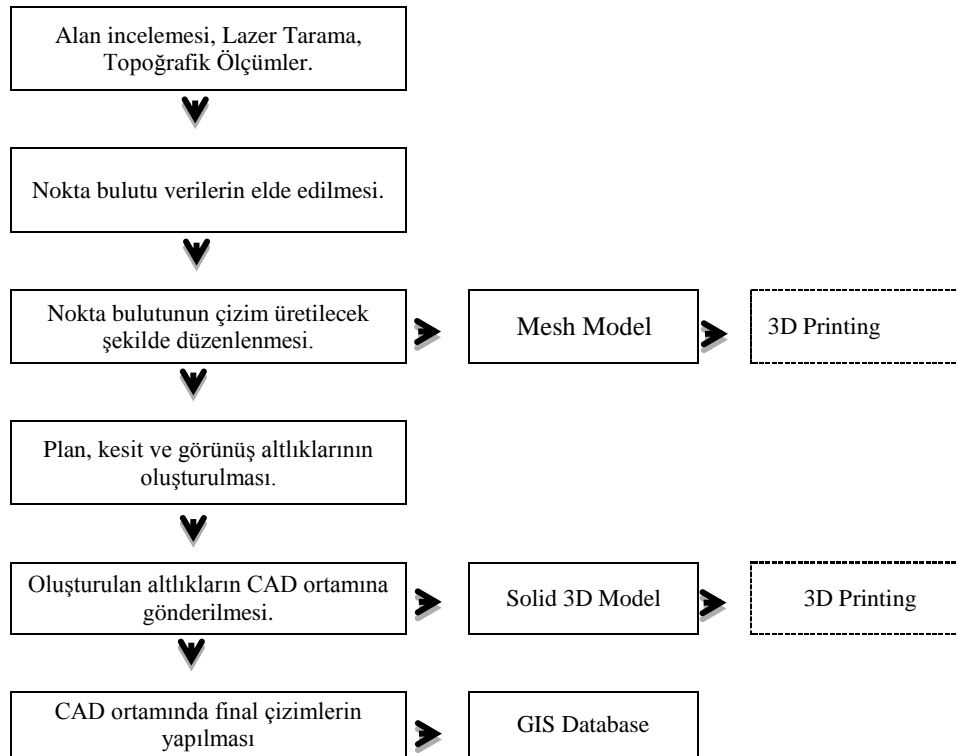 Alan incelemesi, Lazer Tarama,
Topoğrafik Ölçümler.
Nokta bulutu verilerin elde edilmesi.
Nokta bulutunun çizim üretilecek
şekilde düzenlenmesi.
Mesh Model
3D Printing
Plan, kesit ve görünüş altlıklarının
oluşturulması.
Oluşturulan altlıkların CAD ortamına
gönderilmesi.
Solid 3D Model
3D Printing
CAD ortamında final çizimlerin
yapılması
GIS Database